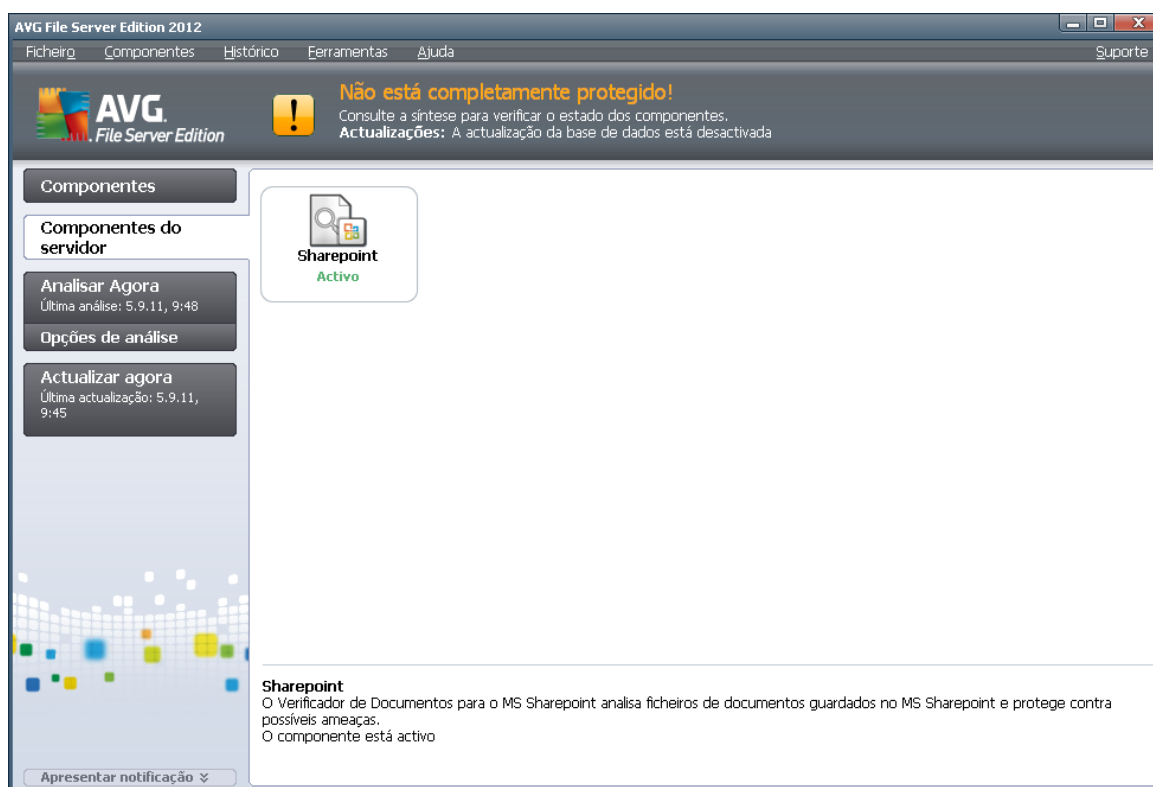 AVG File Server Edition 2012
Ficheiro Componentes Histórico Ferramentas Ajuda Suporte
AVG.
File Server Edition
Não está completamente protegido!
Consulte a síntese para verificar o estado dos componentes.
Actualizações: A actualização da base de dados está desactivada
Componentes
Componentes do
servidor
Analisar Agora
Última análise: 5.9.11, 9:48
Opções de análise
Actualizar agora
Última actualização: 5.9.11,
9:45
Apresentar notificação
Sharepoint
Activo
Sharepoint
O Verificador de Documentos para o MS Sharepoint analisa ficheiros de documentos guardados no MS Sharepoint e protege contra
possíveis ameaças.
O componente está activo